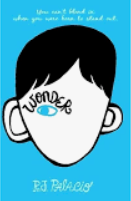 You can't blend in
when you were born to stand out.
WONDER
R.J. PALACIO